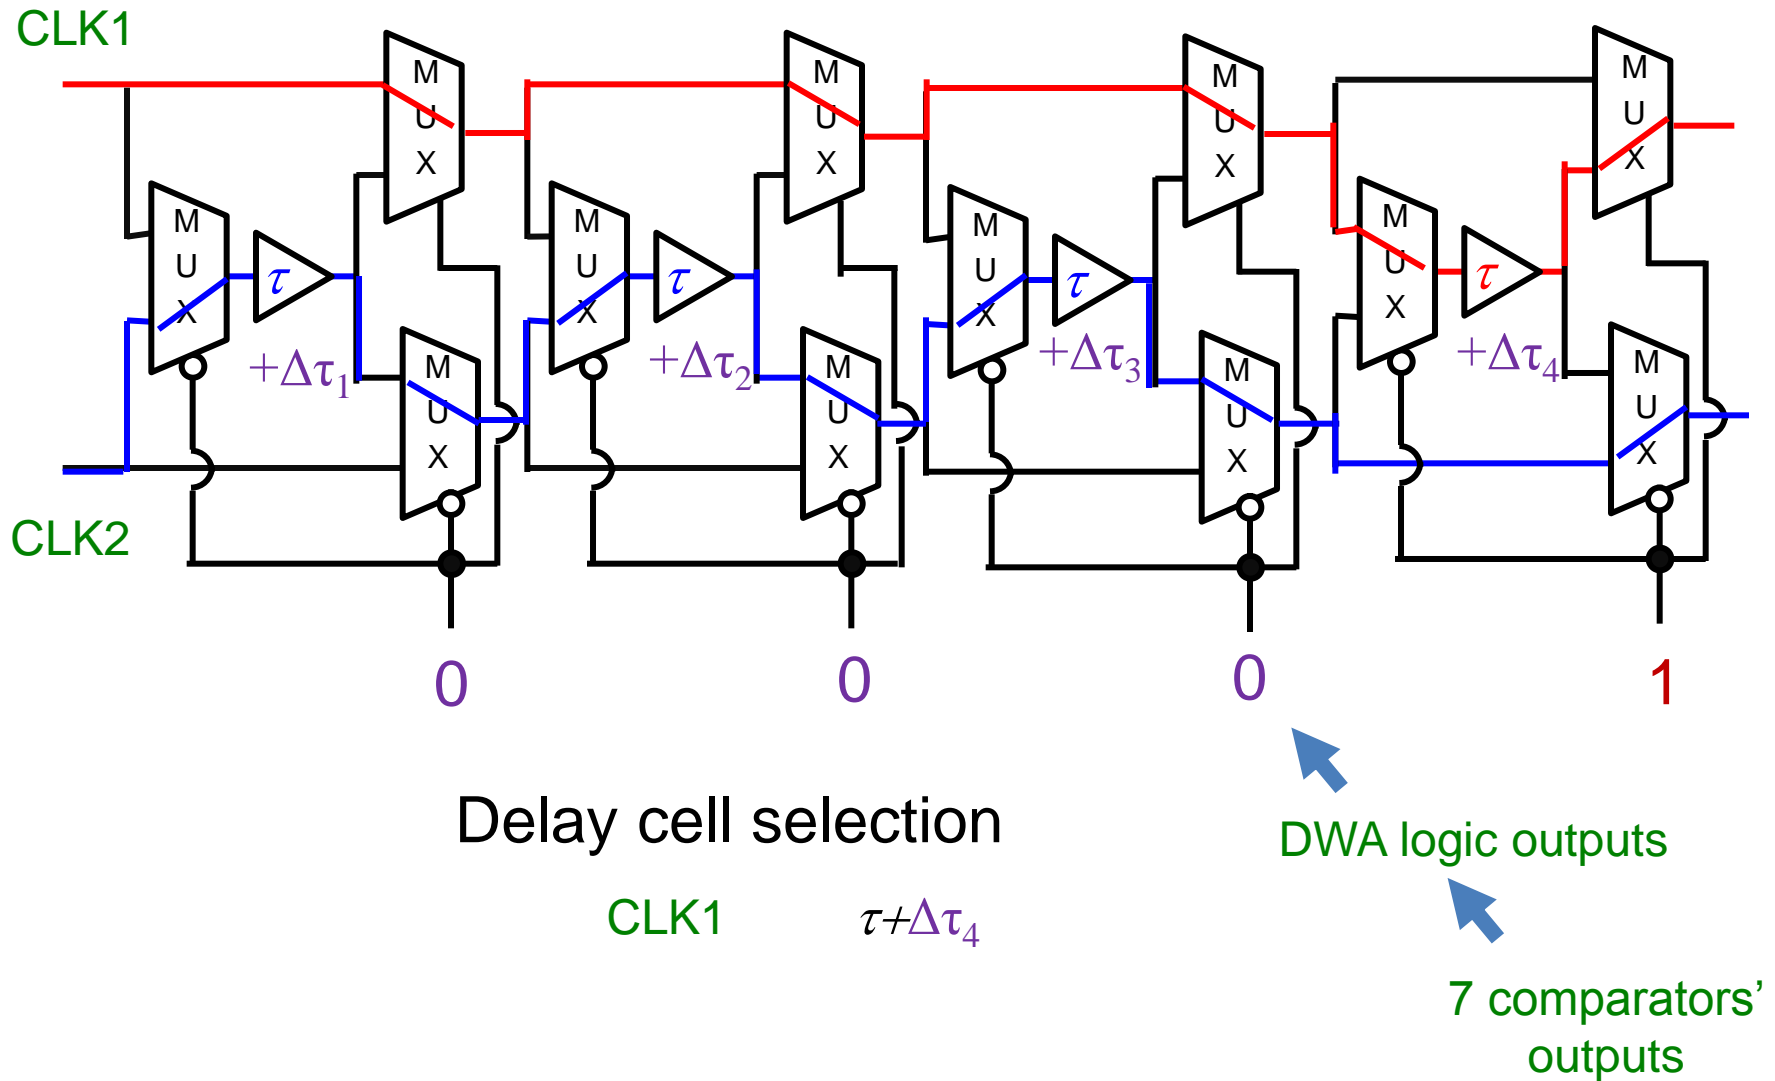 CLK1
M
U
X
M
U
X
M
U
X
M
U
X
M
U
X
τ
M
U
X
τ
M
U
X
τ
M
U
X
τ
+Δτ1
+Δτ2
+Δτ3
+Δτ4
M
U
X
M
U
X
M
U
X
M
U
X
CLK2
0
0
0
1
Delay cell selection
CLK1 τ+Δτ4
DWA logic outputs
7 comparators’
outputs